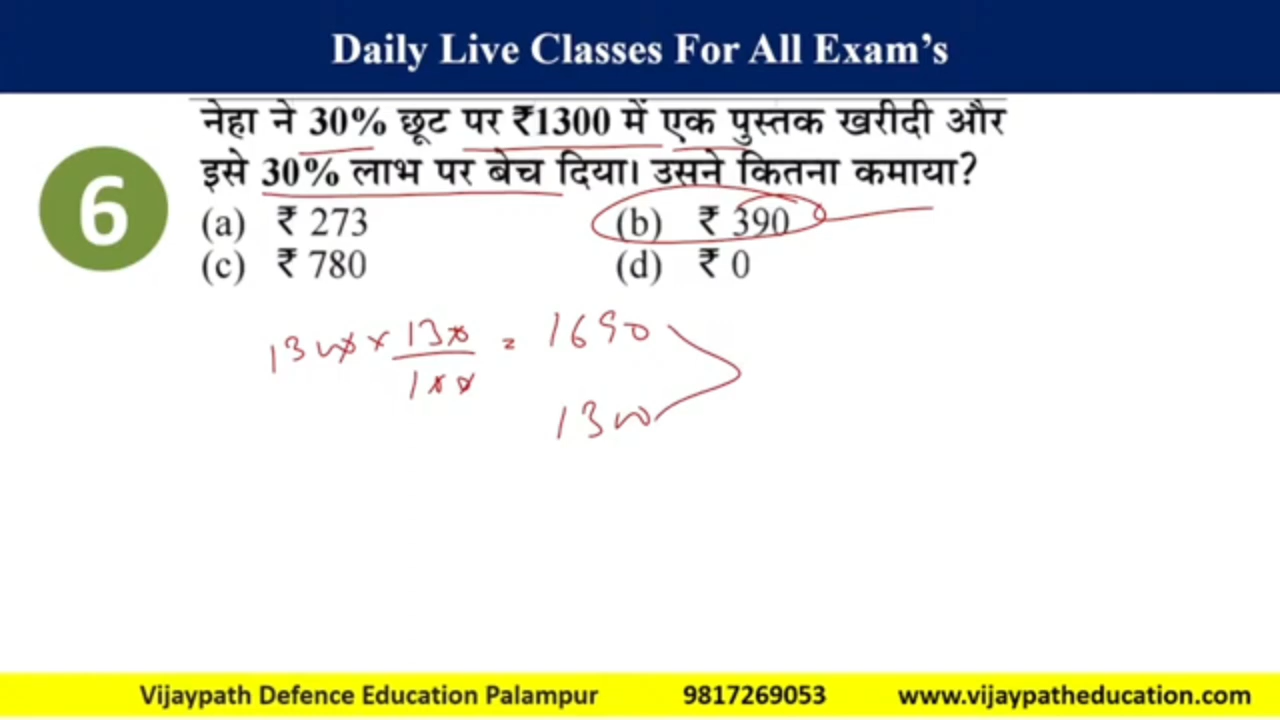 Daily Live Classes For All Exam's
नेहा ने 30% छूट पर ₹1300 में एक पुस्तक खरीदी और
इसे 30% लाभ पर बेच दिया। उसने कितना कमाया?
6
(a) ₹ 273 (b) ₹ 390
(c) ₹ 780 (d) ₹ 0
1300 × 130/100 = 1690
1300
Vijaypath Defence Education Palampur 9817269053 www.vijaypatheducation.com